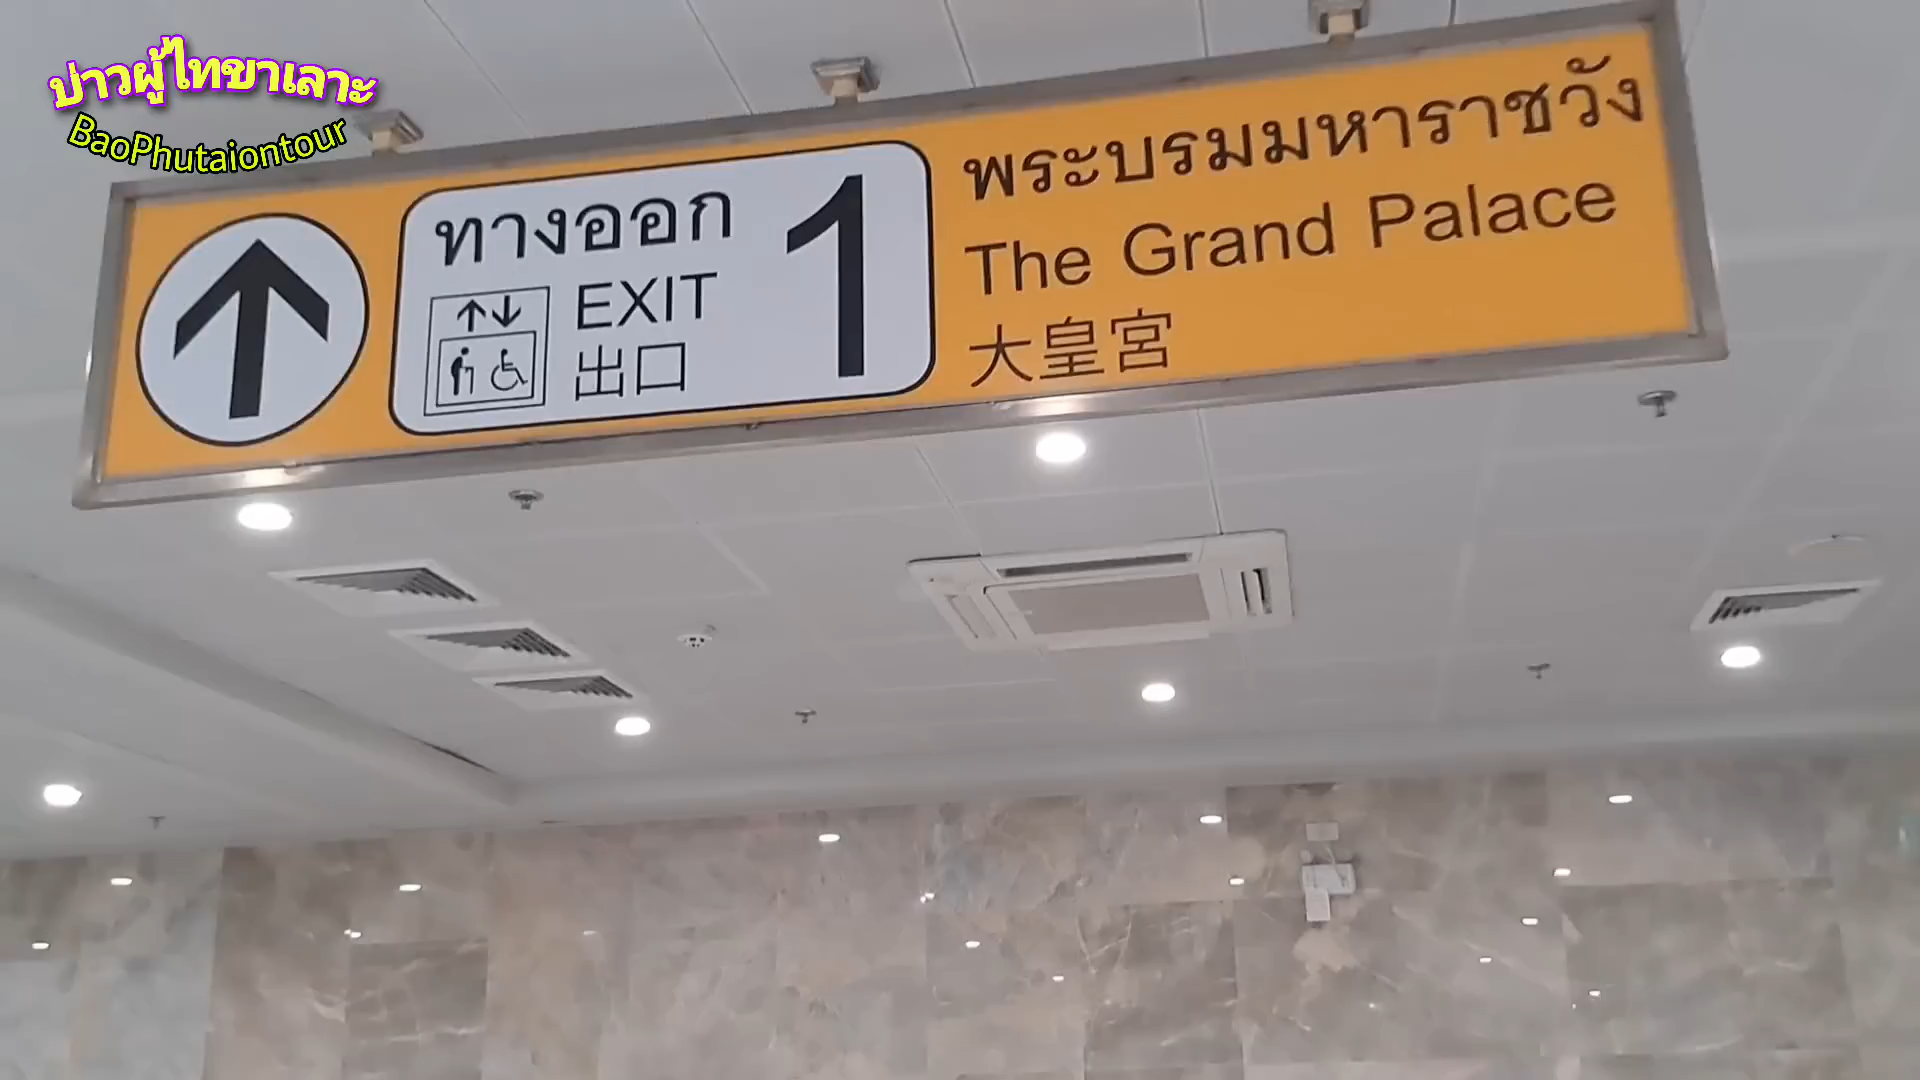 บ่าวผู้ไทขาเลาะ
BaoPhutaiontour
ทางออก
EXIT
出口
1
พระบรมมหาราชวัง
The Grand Palace
大皇宮